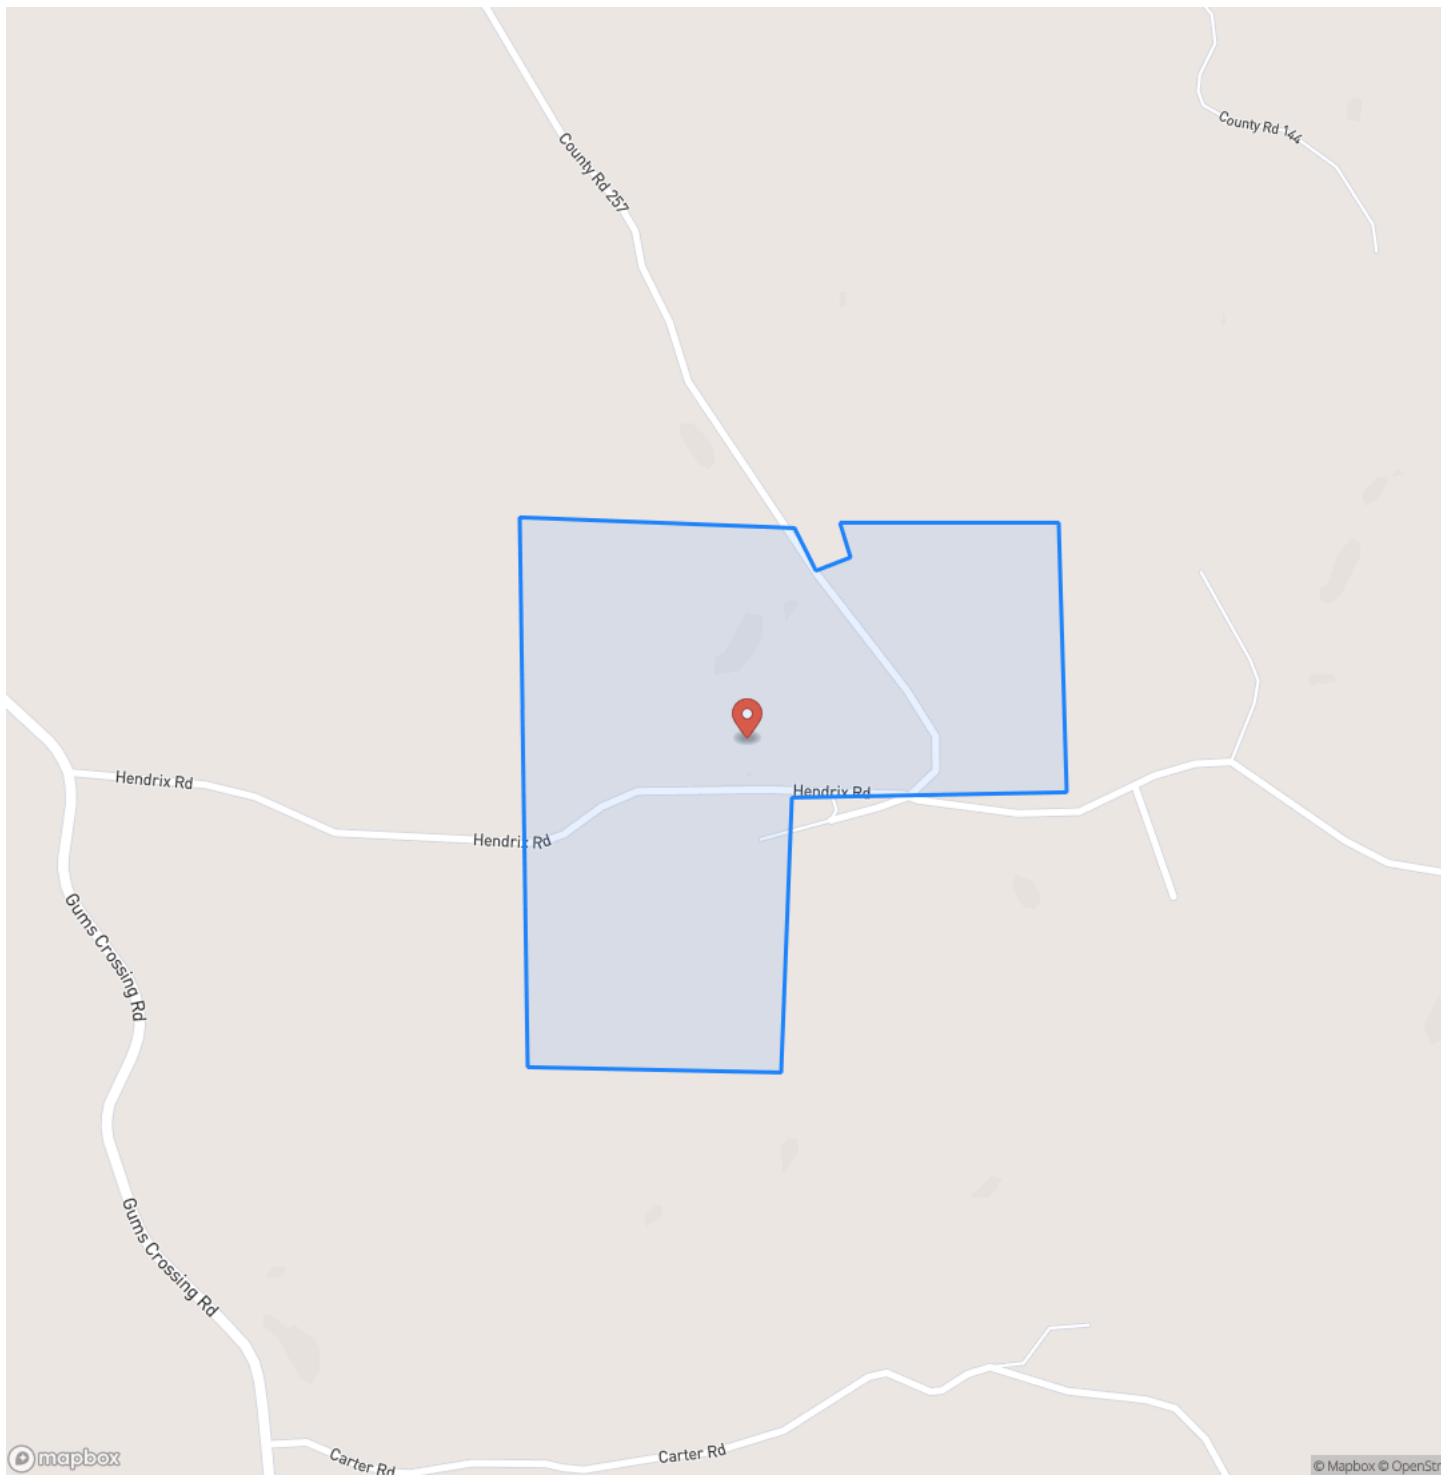 County Rd 144
County Rd 257
Hendrix Rd
Hendrix Rd
Hendrix Rd
Gums Crossing Rd
Gums Crossing Rd
Carter Rd
Carter Rd
mapbox
© Mapbox © OpenStr